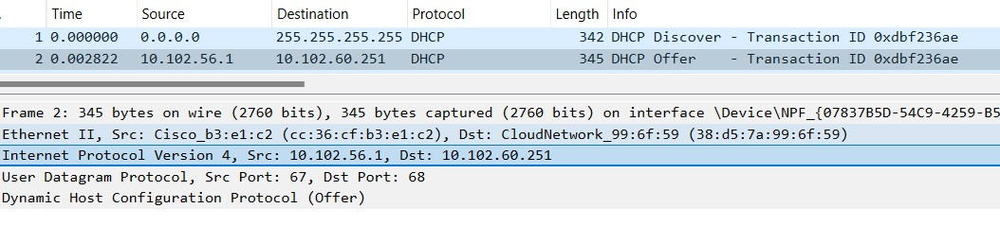 Time Source Destination Protocol Length Info
1 0.000000 0.0.0.0 255.255.255.255 DHCP 342 DHCP Discover - Transaction ID 0xdbf236ae
2 0.002822 10.102.56.1 10.102.60.251 DHCP 345 DHCP Offer - Transaction ID 0xdbf236ae
Frame 2: 345 bytes on wire (2760 bits), 345 bytes captured (2760 bits) on interface \Device\NPF_{07837B5D-54C9-4259-B5
Ethernet II, Src: Cisco_b3:e1:c2 (cc:36:cf:b3:e1:c2), Dst: CloudNetwork_99:6f:59 (38:d5:7a:99:6f:59)
Internet Protocol Version 4, Src: 10.102.56.1, Dst: 10.102.60.251
User Datagram Protocol, Src Port: 67, Dst Port: 68
Dynamic Host Configuration Protocol (Offer)